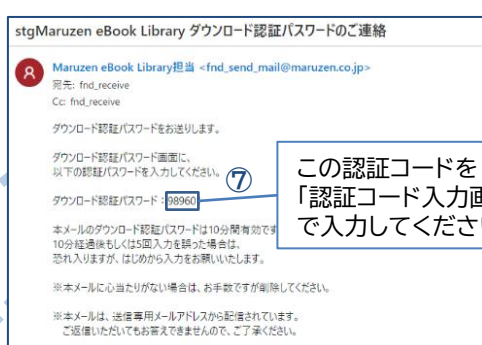 stgMaruzen eBook Library ダウンロード認証パスワードのご連絡
R
Maruzen eBook Library担当 <fnd_send_mail@maruzen.co.jp>
宛先: fnd_receive
Cc: fnd_receive
ダウンロード認証パスワードをお送りします。
ダウンロード認証パスワード画面に、
以下の認証パスワードを入力してください。
⑦
ダウンロード認証パスワード：98960
この認証コードを
「認証コード入力画
で入力してくださ
本メールのダウンロード認証パスワードは10分間有効です
10分経過後もしくは5回入力を誤った場合は、
恐れ入りますが、はじめから入力をお願いいたします。
※本メールに心当たりがない場合は、お手数ですが削除してください。
※本メールは、送信専用メールアドレスから配信されています。
ご返信いただいてもお答えできませんので、ご了承ください。